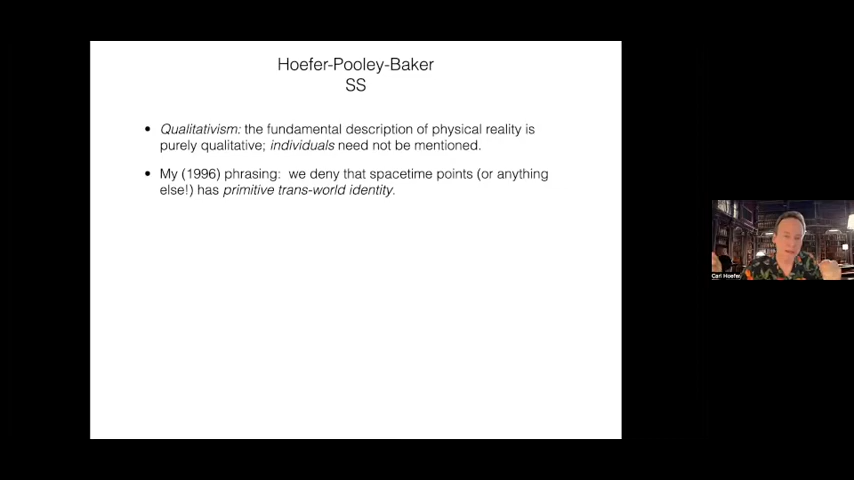 Hoefer-Pooley-Baker
SS
• Qualitativism: the fundamental description of physical reality is
purely qualitative; individuals need not be mentioned.
• My (1996) phrasing: we deny that spacetime points (or anything
else!) has primitive trans-world identity.
Carl Hoefer